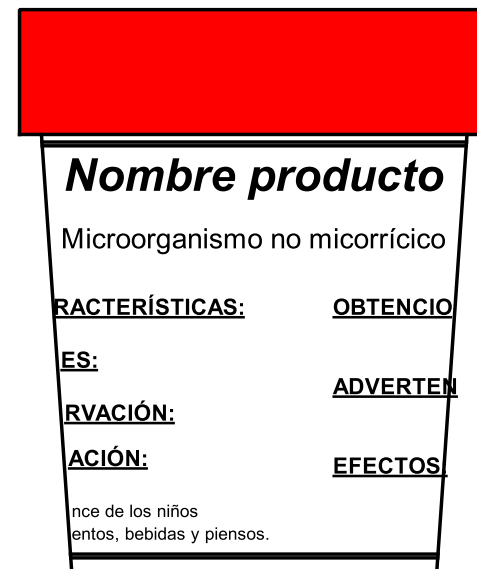 Nombre producto
Microorganismo no micorrícico
RACTERÍSTICAS:
ES:
RVACIÓN:
ACIÓN:
OBTENCIO
ADVERTEN
EFECTOS
nce de los niños
entos, bebidas y piensos.